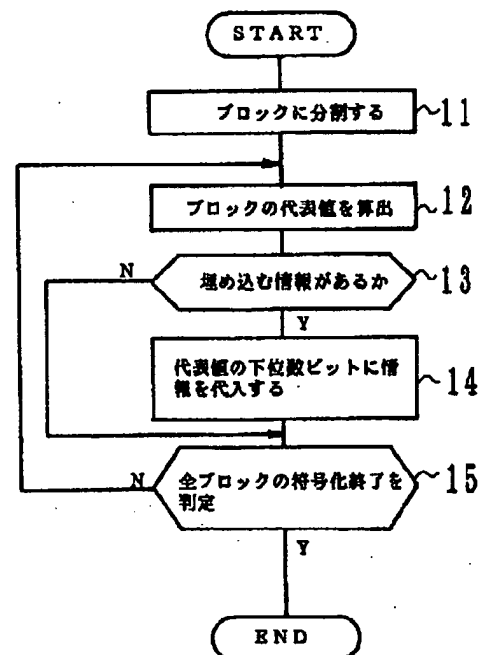 START
ブロックに分割する
11
ブロックの代表値を算出
12
N
埋め込む情報があるか
13
Y
代表値の下位数ビットに情
報を代入する
14
N
全ブロックの符号化終了を
判定
15
Y
END